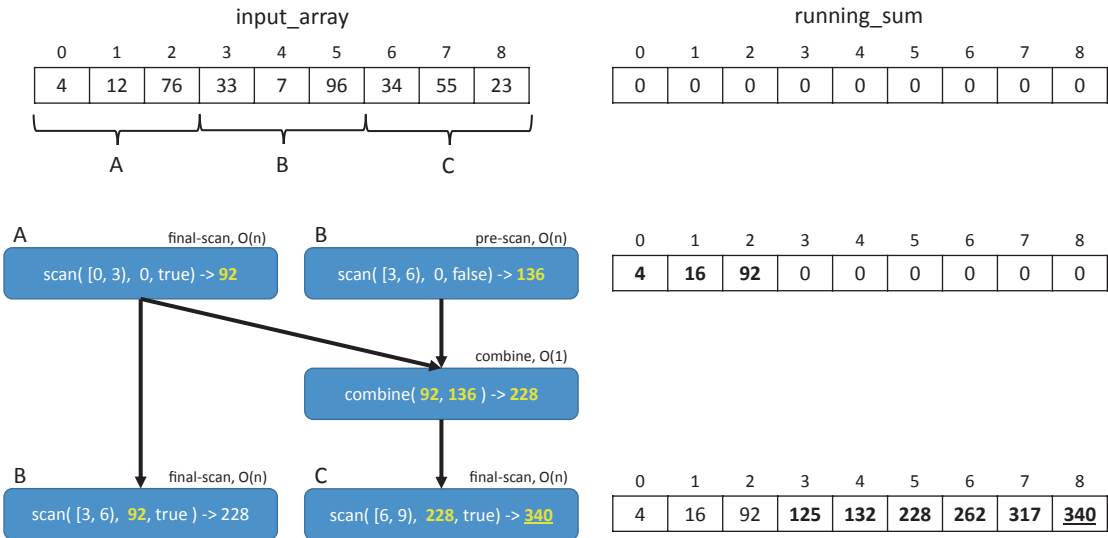 input_array
running_sum
0 1 2 3 4 5 6 7 8
0 1 2 3 4 5 6 7 8
4 12 76 33 7 96 34 55 23
0 0 0 0 0 0 0 0 0
A B C
A
final-scan, O(n)
scan( [0, 3), 0, true) -> 92
B
pre-scan, O(n)
scan( [3, 6), 0, false) -> 136
0 1 2 3 4 5 6 7 8
4 16 92 0 0 0 0 0 0
combine, O(1)
combine( 92, 136 ) -> 228
B
final-scan, O(n)
scan( [3, 6), 92, true ) -> 228
C
final-scan, O(n)
scan( [6, 9), 228, true) -> 340
0 1 2 3 4 5 6 7 8
4 16 92 125 132 228 262 317 340